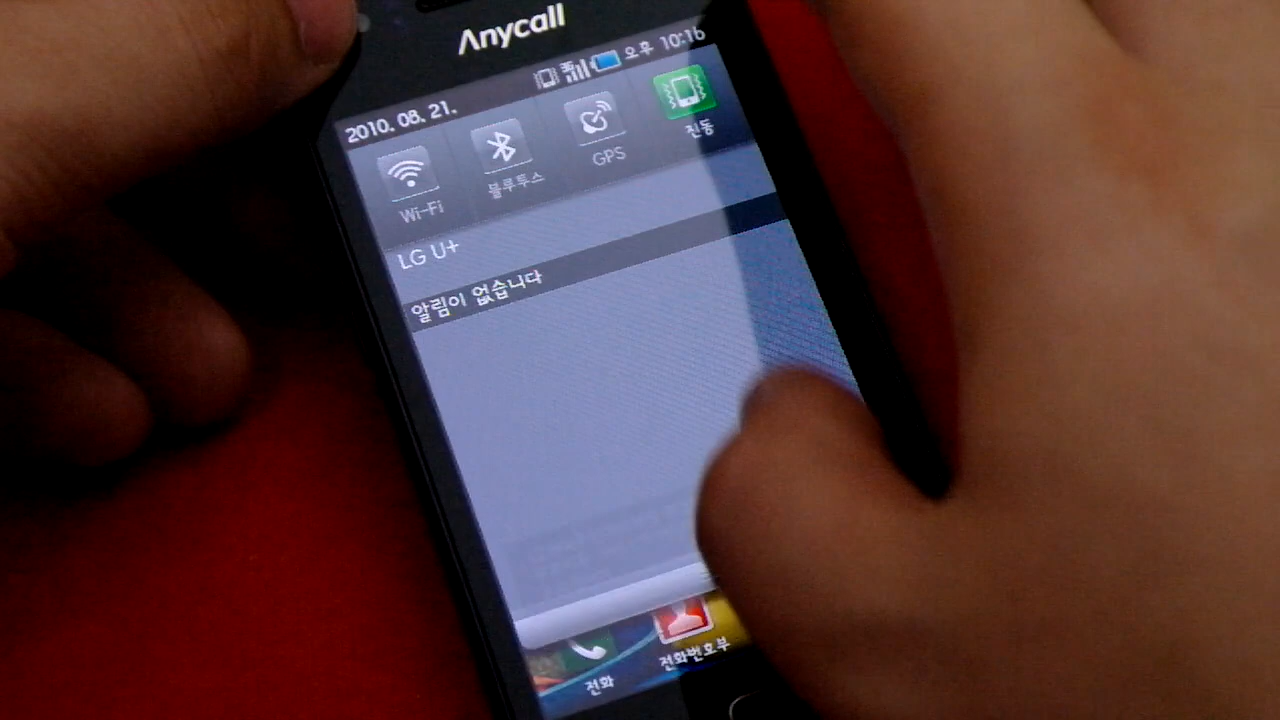 Anycall
오후 10:16
2010. 08. 21.
Wi-Fi
블루투스
GPS
진동
LG U+
알림이 없습니다
전화
전화번호부